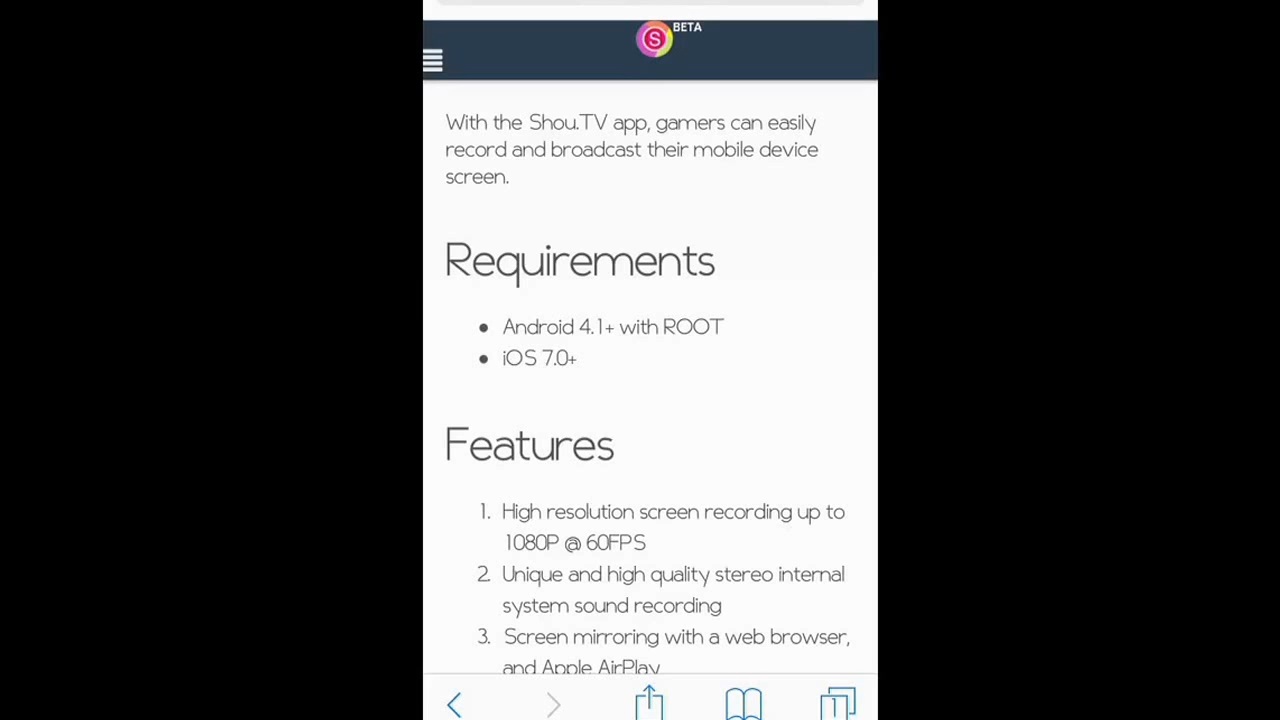 BETA
S
With the Shou.TV app, gamers can easily
record and broadcast their mobile device
screen.
Requirements
• Android 4.1+ with ROOT
• iOS 7.0+
Features
1. High resolution screen recording up to
1080P @ 60FPS
2. Unique and high quality stereo internal
system sound recording
3. Screen mirroring with a web browser,
and Apple AirPlay
1